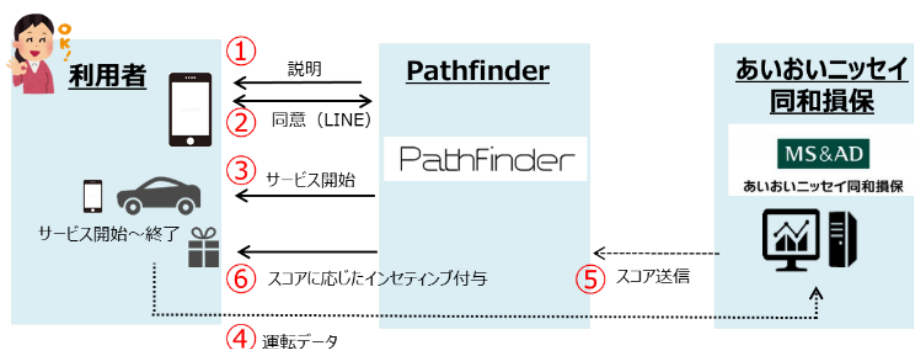 OK!
利用者
①
説明
②
同意（LINE）
③
サービス開始
サービス開始～終了
⑥
スコアに応じたインセティブ付与
④
運転データ
Pathfinder
PathFinder
⑤
スコア送信
あいおいニッセイ
同和損保
MS&AD
あいおいニッセイ同和損保